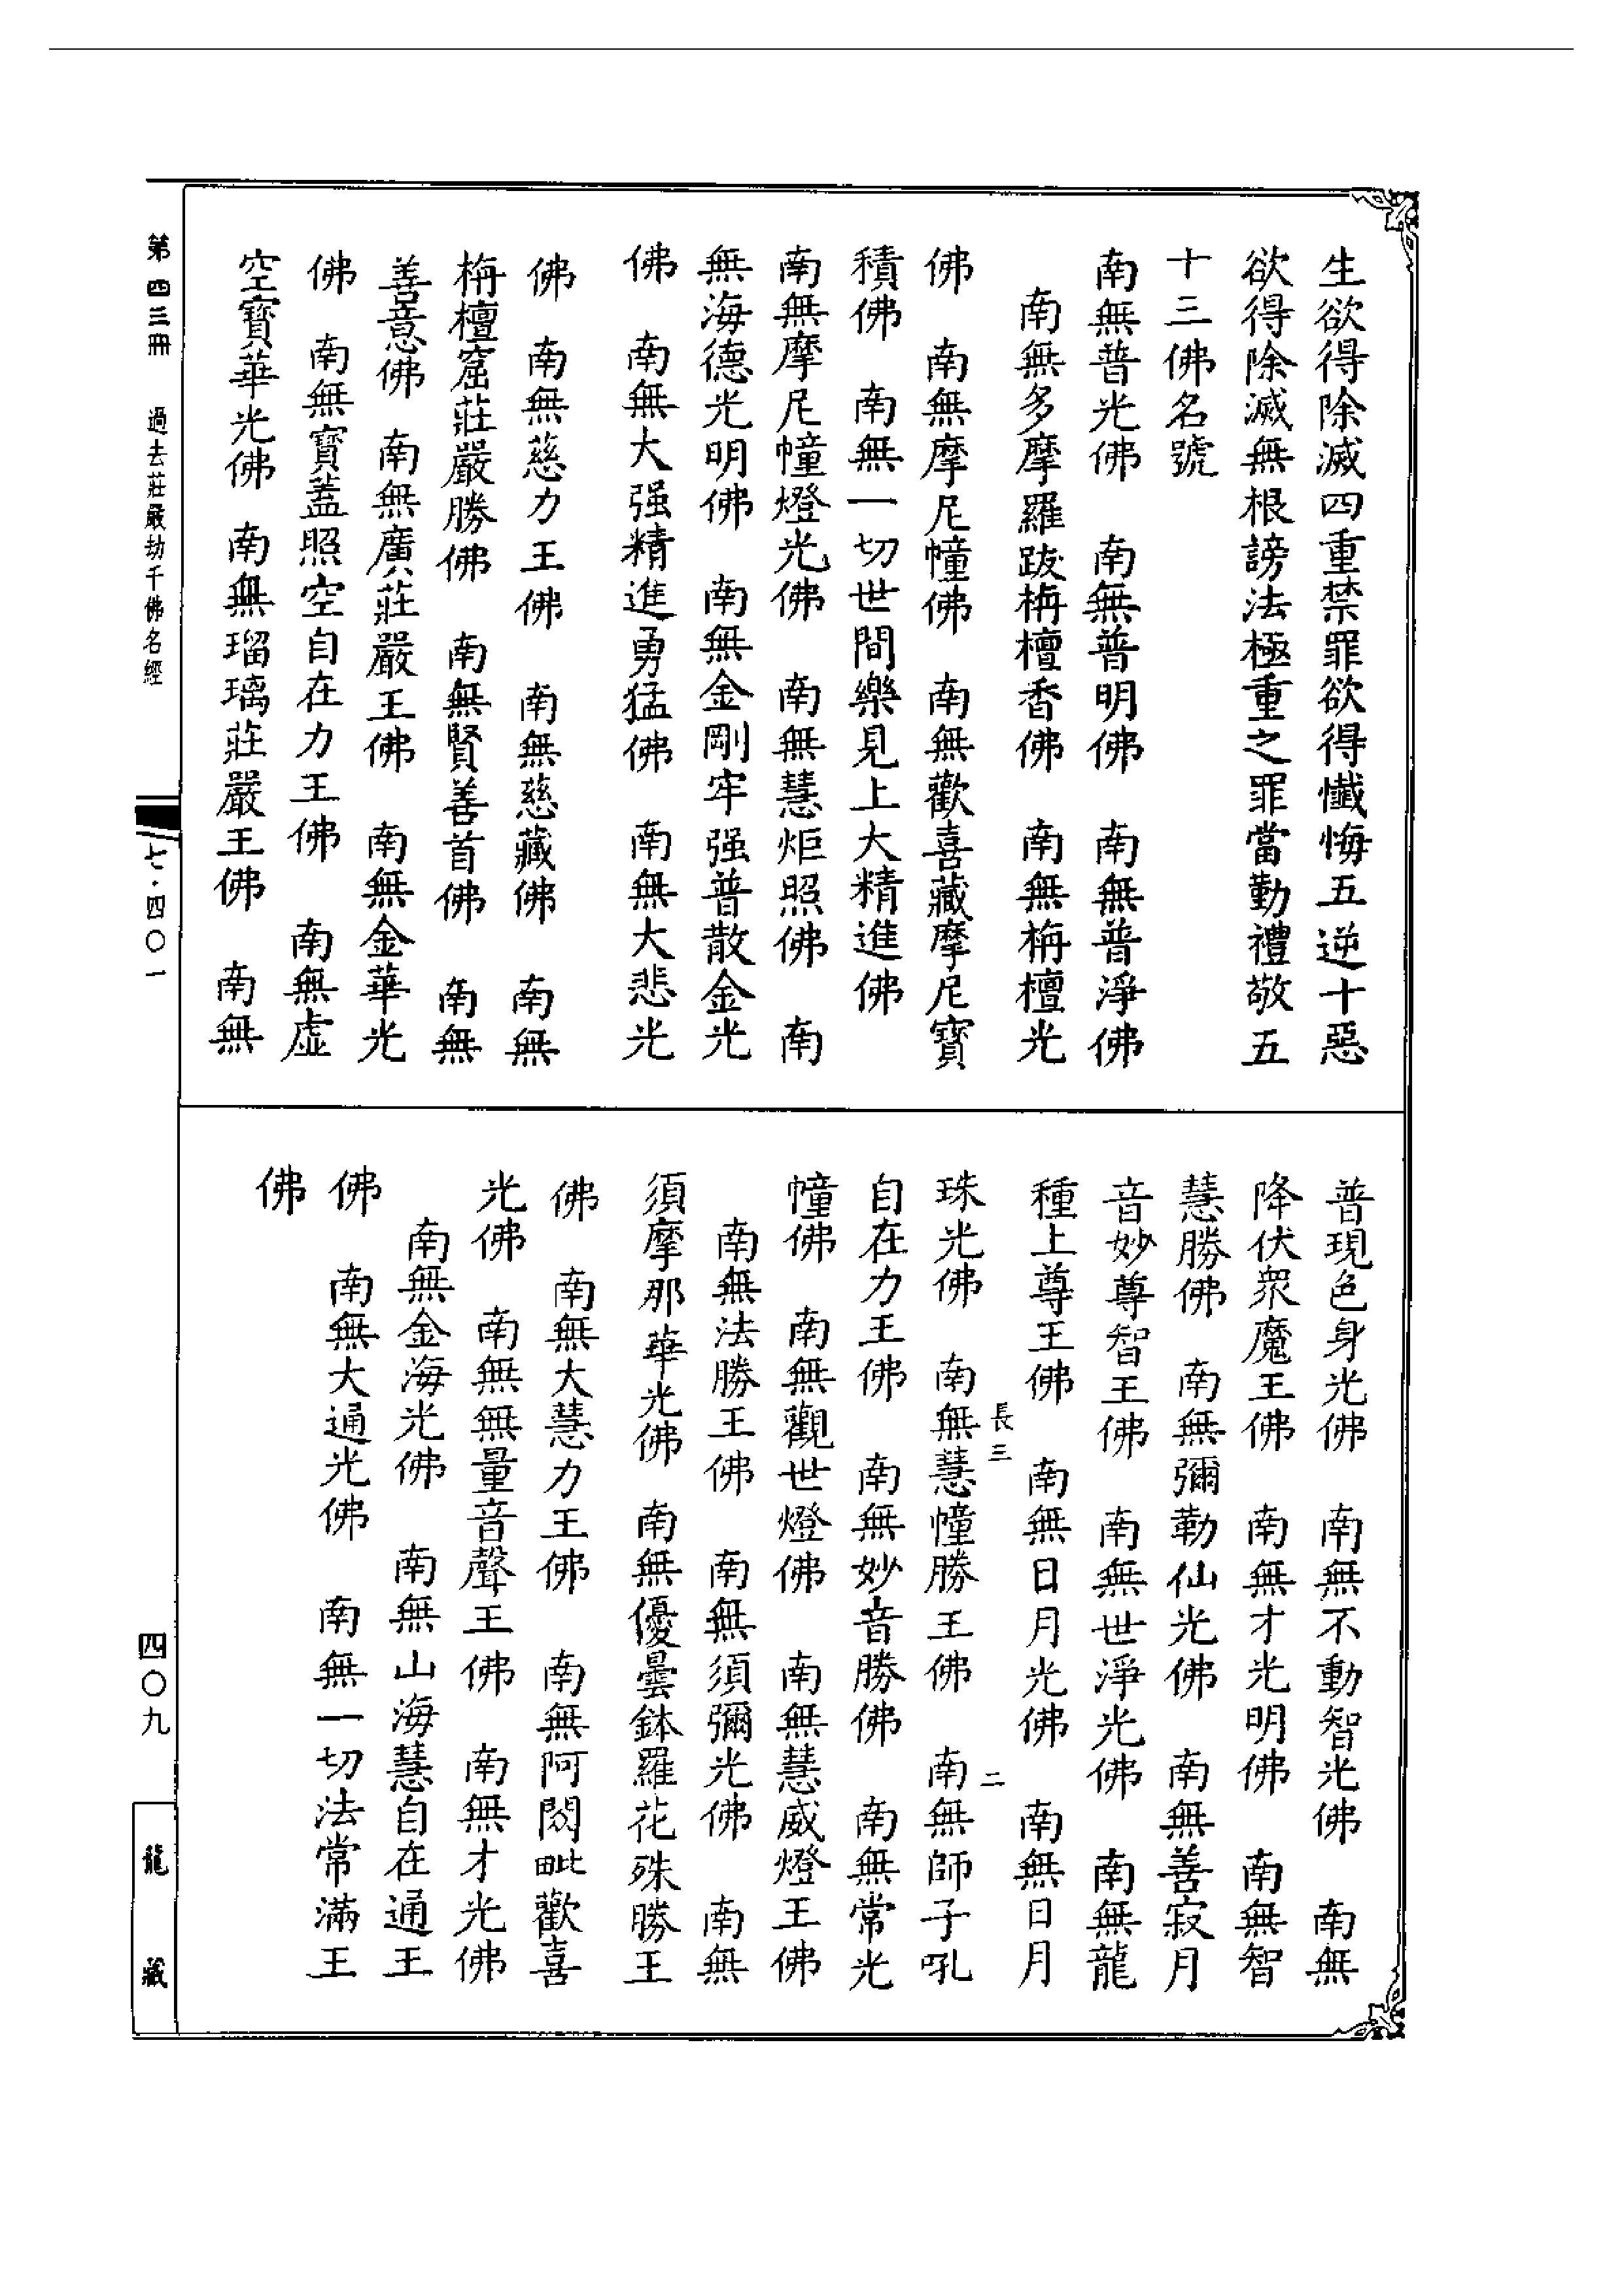 生欲得除滅四重禁罪欲得懺悔五逆十惡
欲得除滅無根謗法極重之罪當勤禮敬五
十三佛名號
南無普光佛　南無普明佛　南無普淨佛
南無多摩羅跋栴檀香佛　南無栴檀光
佛　南無摩尼幢佛　南無歡喜藏摩尼寶
積佛　南無一切世間樂見上大精進佛
南無摩尼幢燈光佛　南無慧炬照佛　南
無海德光明佛　南無金剛牢强普散金光
佛　南無大强精進勇猛佛　南無大悲光
佛　南無慈力王佛　南無慈藏佛　南無
栴檀窟莊嚴勝佛　南無賢善首佛　南無
善意佛　南無廣莊嚴王佛　南無金華光
佛　南無寶蓋照空自在力王佛　南無虛
空寶華光佛　南無瑠璃莊嚴王佛　南無
普現色身光佛　南無不動智光佛　南無
降伏眾魔王佛　南無才光明佛　南無智
慧勝佛　南無彌勒仙光佛　南無善寂月
音妙尊智王佛　南無世淨光佛　南無龍
種上尊王佛　南無日月光佛　南無日月
長三　二
珠光佛　南無慧幢勝王佛　南無師子吼
自在力王佛　南無妙音勝佛　南無常光
幢佛　南無觀世燈佛　南無慧威燈王佛
南無法勝王佛　南無須彌光佛　南無
須摩那華光佛　南無優曇鉢羅花殊勝王
佛　南無大慧力王佛　南無阿閦毗歡喜
光佛　南無無量音聲王佛　南無才光佛
南無金海光佛　南無山海慧自在通王
佛　南無大通光佛　南無一切法常滿王
佛
第四三冊　過去莊嚴劫千佛名經
七·四〇一
四〇九
龍藏